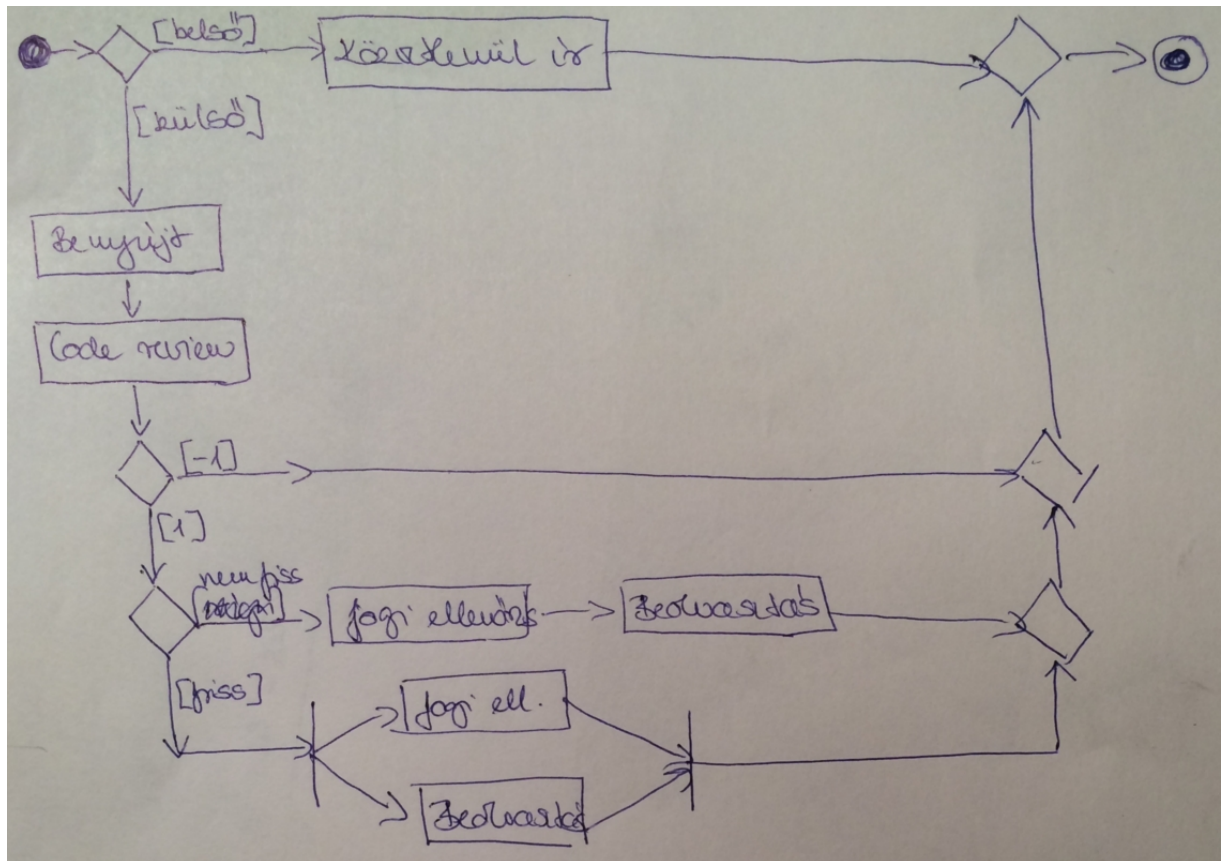 [belső]
Közvetlenül ír
[külső]
Benyújt
Code review
[-1]
[1]
nem friss
Jogi ellenőrzés
Beolvasztás
[friss]
Jogi ell.
Beolvasztás